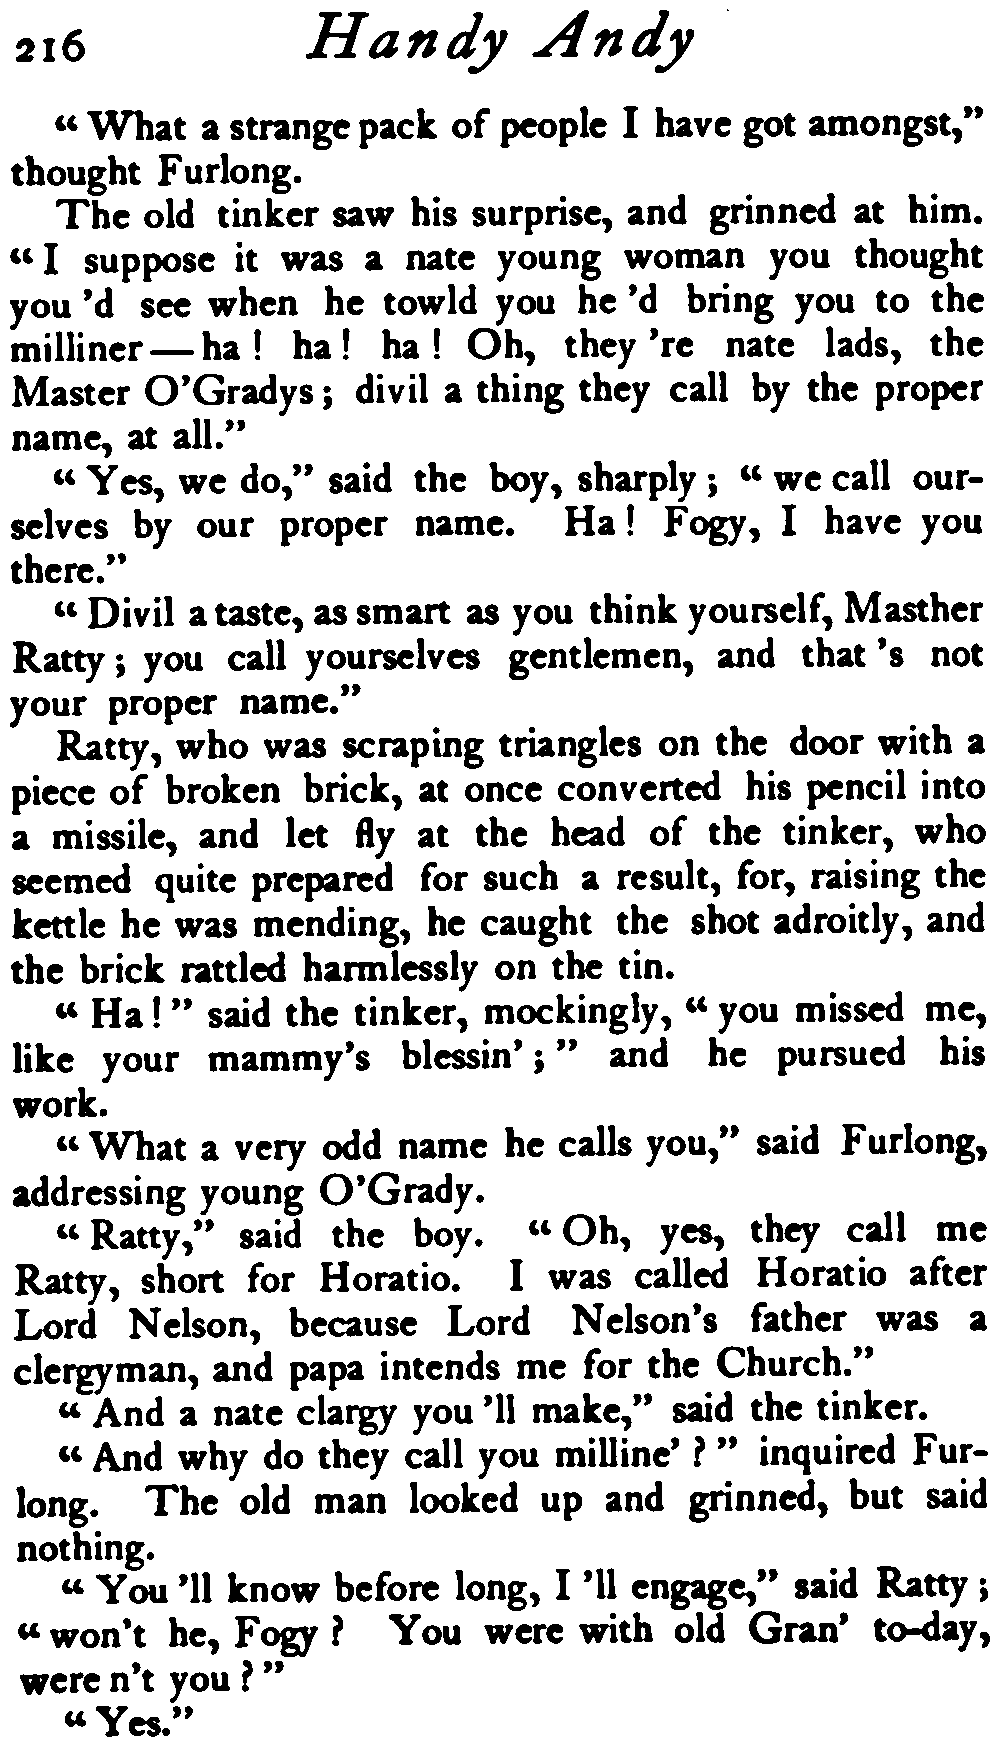 216 Handy Andy
“ What a strange pack of people I have got amongst,”
thought Furlong.
The old tinker saw his surprise, and grinned at him.
“ I suppose it was a nate young woman you thought
you 'd see when he towld you he 'd bring you to the
milliner — ha ! ha ! ha ! Oh, they 're nate lads, the
Master O'Gradys ; divil a thing they call by the proper
name, at all.”
“ Yes, we do,” said the boy, sharply ; “ we call our-
selves by our proper name. Ha ! Fogy, I have you
there.”
“ Divil a taste, as smart as you think yourself, Masther
Ratty ; you call yourselves gentlemen, and that 's not
your proper name.”
Ratty, who was scraping triangles on the door with a
piece of broken brick, at once converted his pencil into
a missile, and let fly at the head of the tinker, who
seemed quite prepared for such a result, for, raising the
kettle he was mending, he caught the shot adroitly, and
the brick rattled harmlessly on the tin.
“ Ha ! ” said the tinker, mockingly, “ you missed me,
like your mammy's blessin' ; ” and he pursued his
work.
“ What a very odd name he calls you,” said Furlong,
addressing young O'Grady.
“ Ratty,” said the boy. “ Oh, yes, they call me
Ratty, short for Horatio. I was called Horatio after
Lord Nelson, because Lord Nelson's father was a
clergyman, and papa intends me for the Church.”
“ And a nate clargy you 'll make,” said the tinker.
“ And why do they call you milline' ? ” inquired Fur-
long. The old man looked up and grinned, but said
nothing.
“ You 'll know before long, I 'll engage,” said Ratty ;
“ won't he, Fogy ? You were with old Gran' to-day,
were n't you ? ”
“ Yes.”